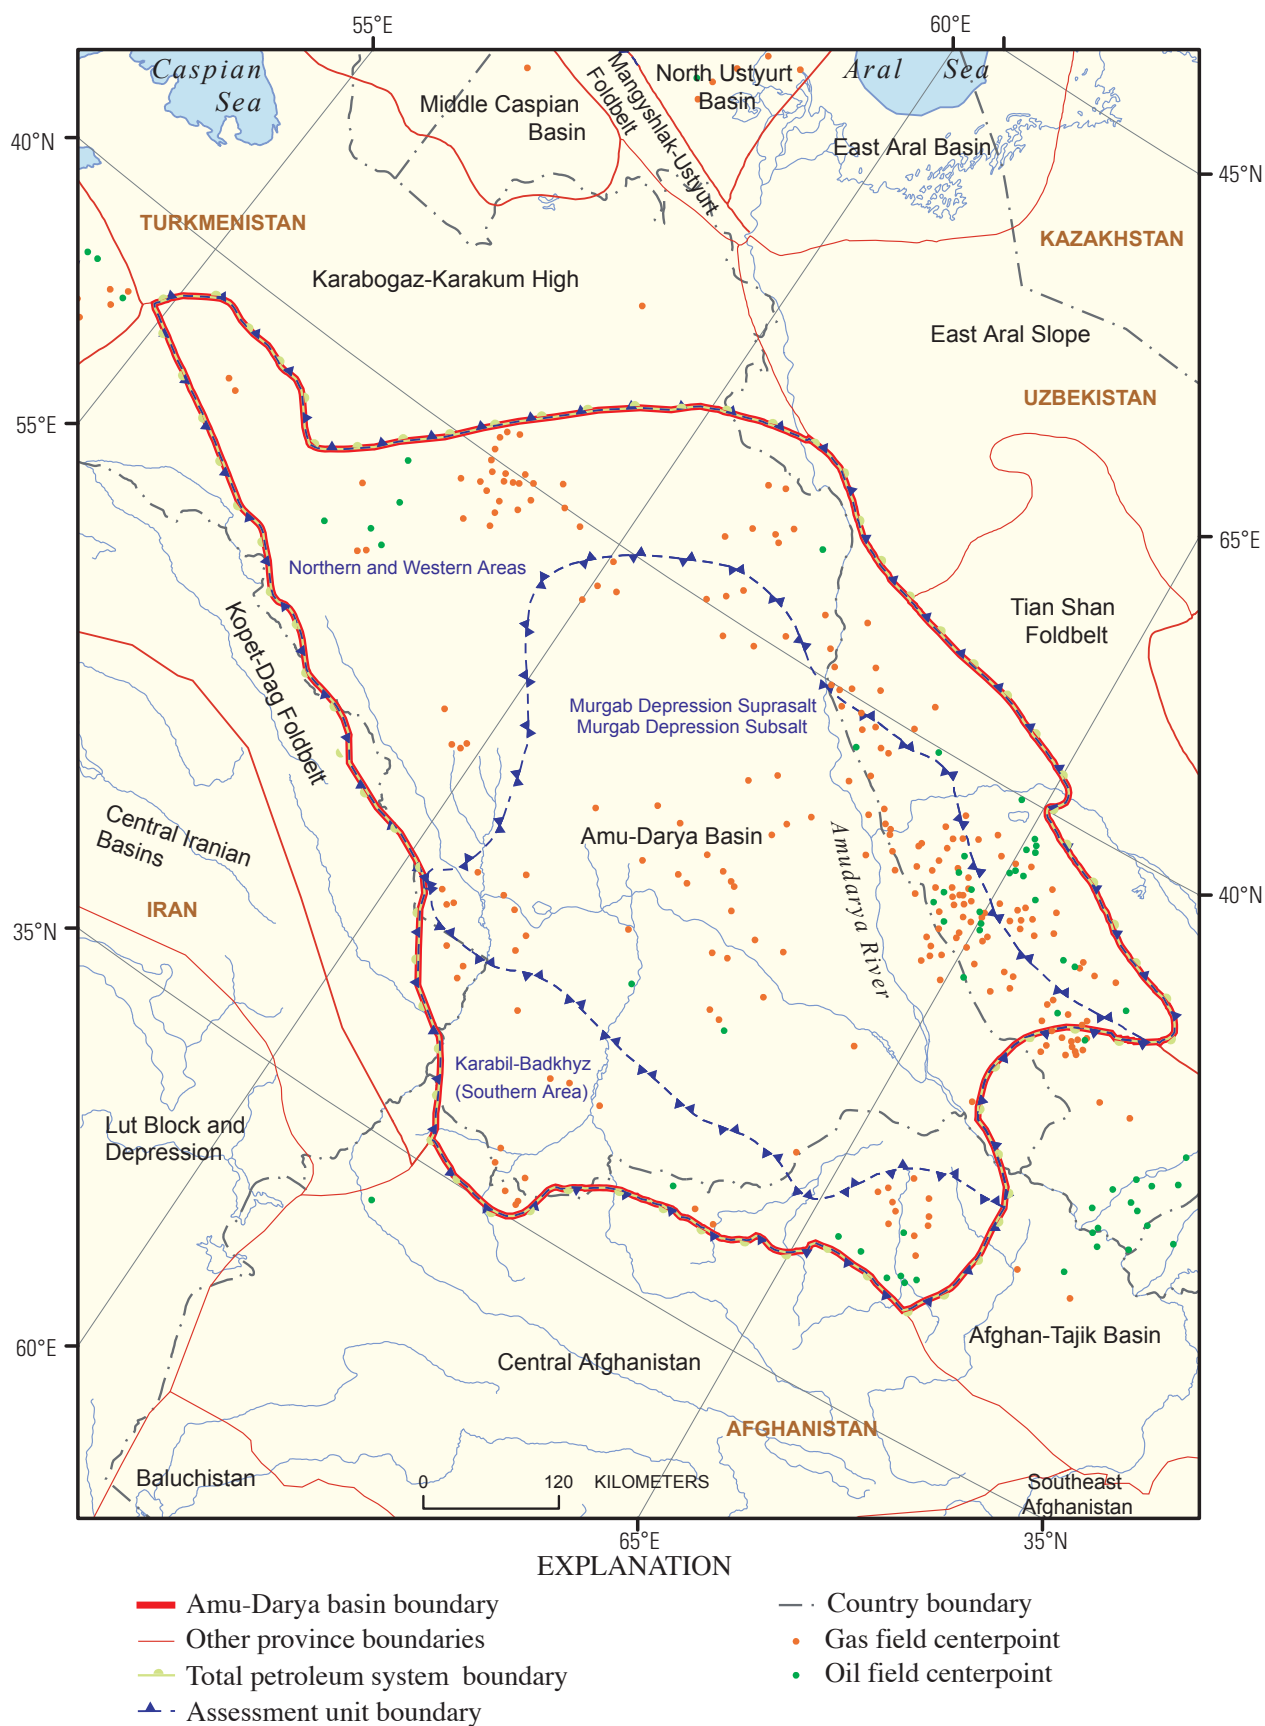 55°E
60°E
Caspian
Sea
Middle Caspian
Basin
Mangyshlak-Ustyurt
Foldbelt
North Ustyurt
Basin
Aral Sea
East Aral Basin
40°N
45°N
TURKMENISTAN
KAZAKHSTAN
Karabogaz-Karakum High
East Aral Slope
UZBEKISTAN
55°E
65°E
Northern and Western Areas
Tian Shan
Foldbelt
Kopet-Dag Foldbelt
Murgab Depression Suprasalt
Murgab Depression Subsalt
Central Iranian
Basins
Amu-Darya Basin
Amudarya River
IRAN
40°N
35°N
Karabil-Badkhyz
(Southern Area)
Lut Block and
Depression
60°E
Afghan-Tajik Basin
Central Afghanistan
AFGHANISTAN
Baluchistan
0 120 KILOMETERS
Southeast
Afghanistan
65°E
35°N
EXPLANATION
Amu-Darya basin boundary
Other province boundaries
Total petroleum system boundary
Assessment unit boundary
Country boundary
Gas field centerpoint
Oil field centerpoint